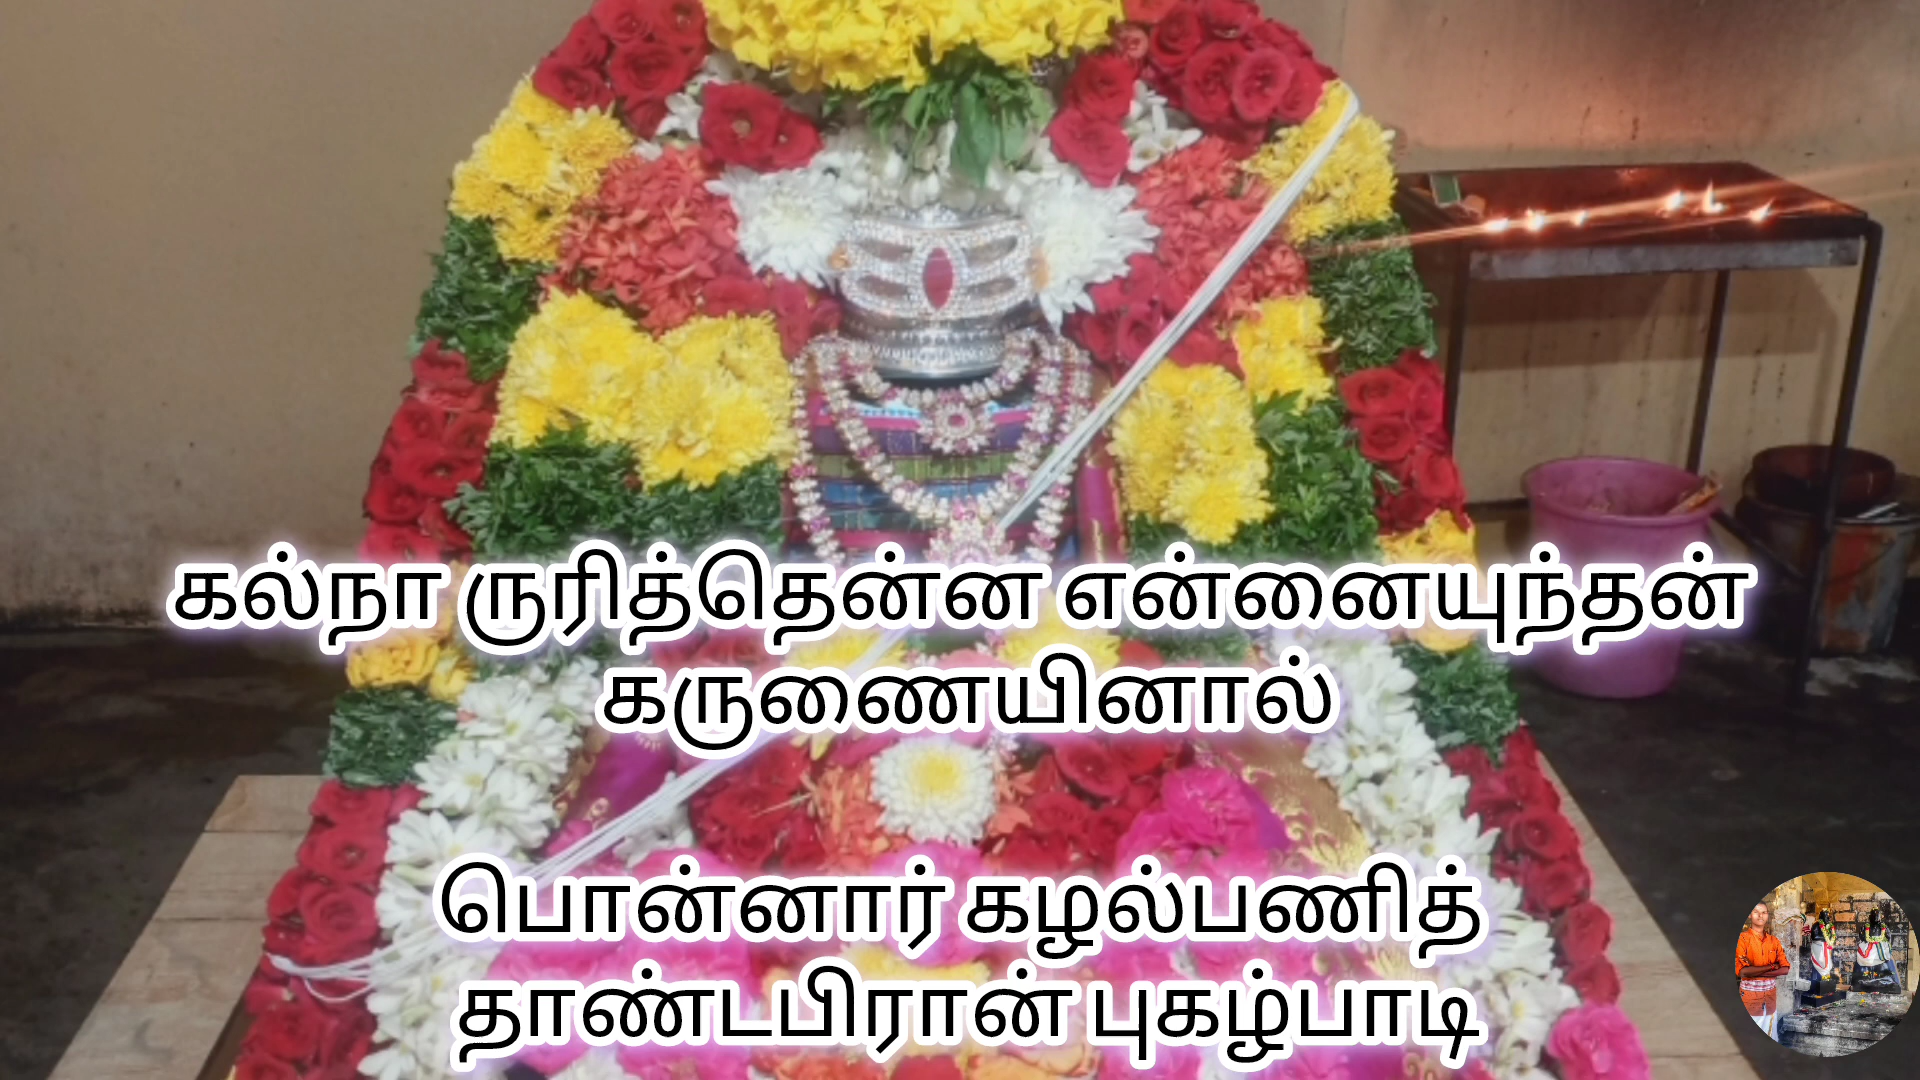 கல்நா ருரித்தென்ன என்னையுந்தன்
கருணையினால்
பொன்னார் கழல்பணித்
தாண்டபிரான் புகழ்பாடி